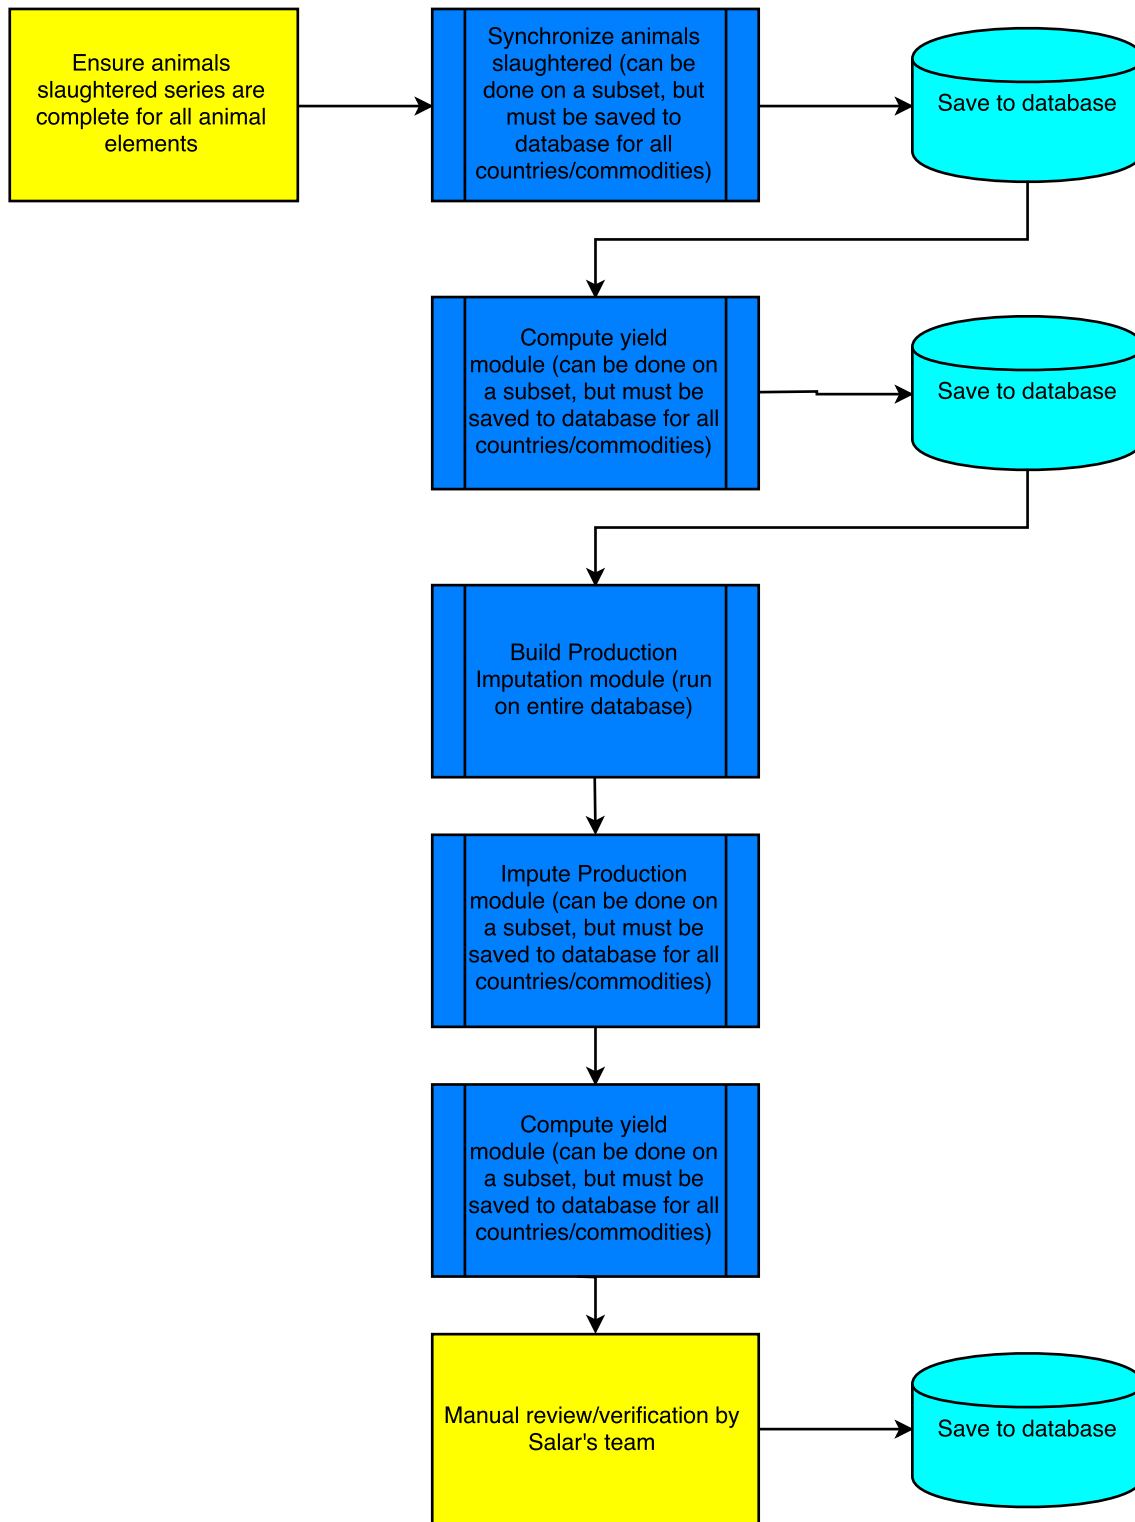 Ensure animals
slaughtered series are
complete for all animal
elements
Synchronize animals
slaughtered (can be
done on a subset, but
must be saved to
database for all
countries/commodities)
Save to database
Compute yield
module (can be done on
a subset, but must be
saved to database for all
countries/commodities)
Save to database
Build Production
Imputation module (run
on entire database)
Impute Production
module (can be done on
a subset, but must be
saved to database for all
countries/commodities)
Compute yield
module (can be done on
a subset, but must be
saved to database for all
countries/commodities)
Manual review/verification by
Salar's team
Save to database